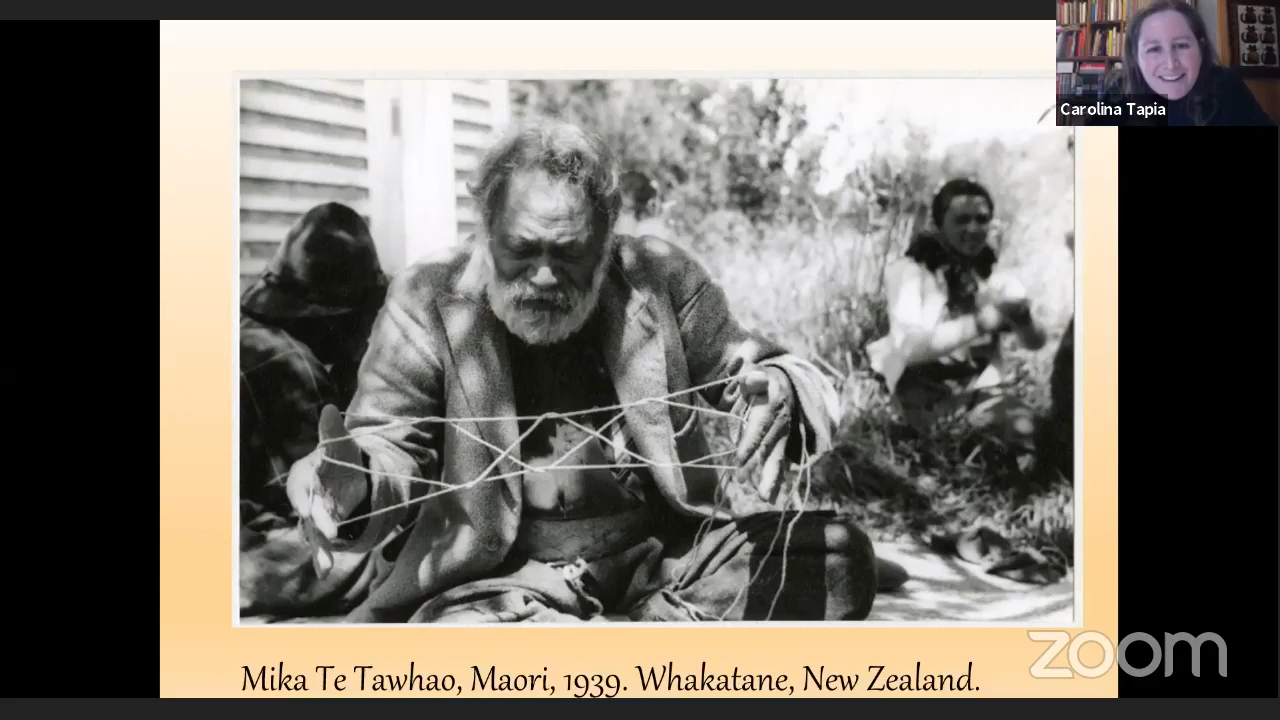 Carolina Tapia
Mika Te Tawhao, Maori, 1939. Whakatane, New Zealand.
zoom